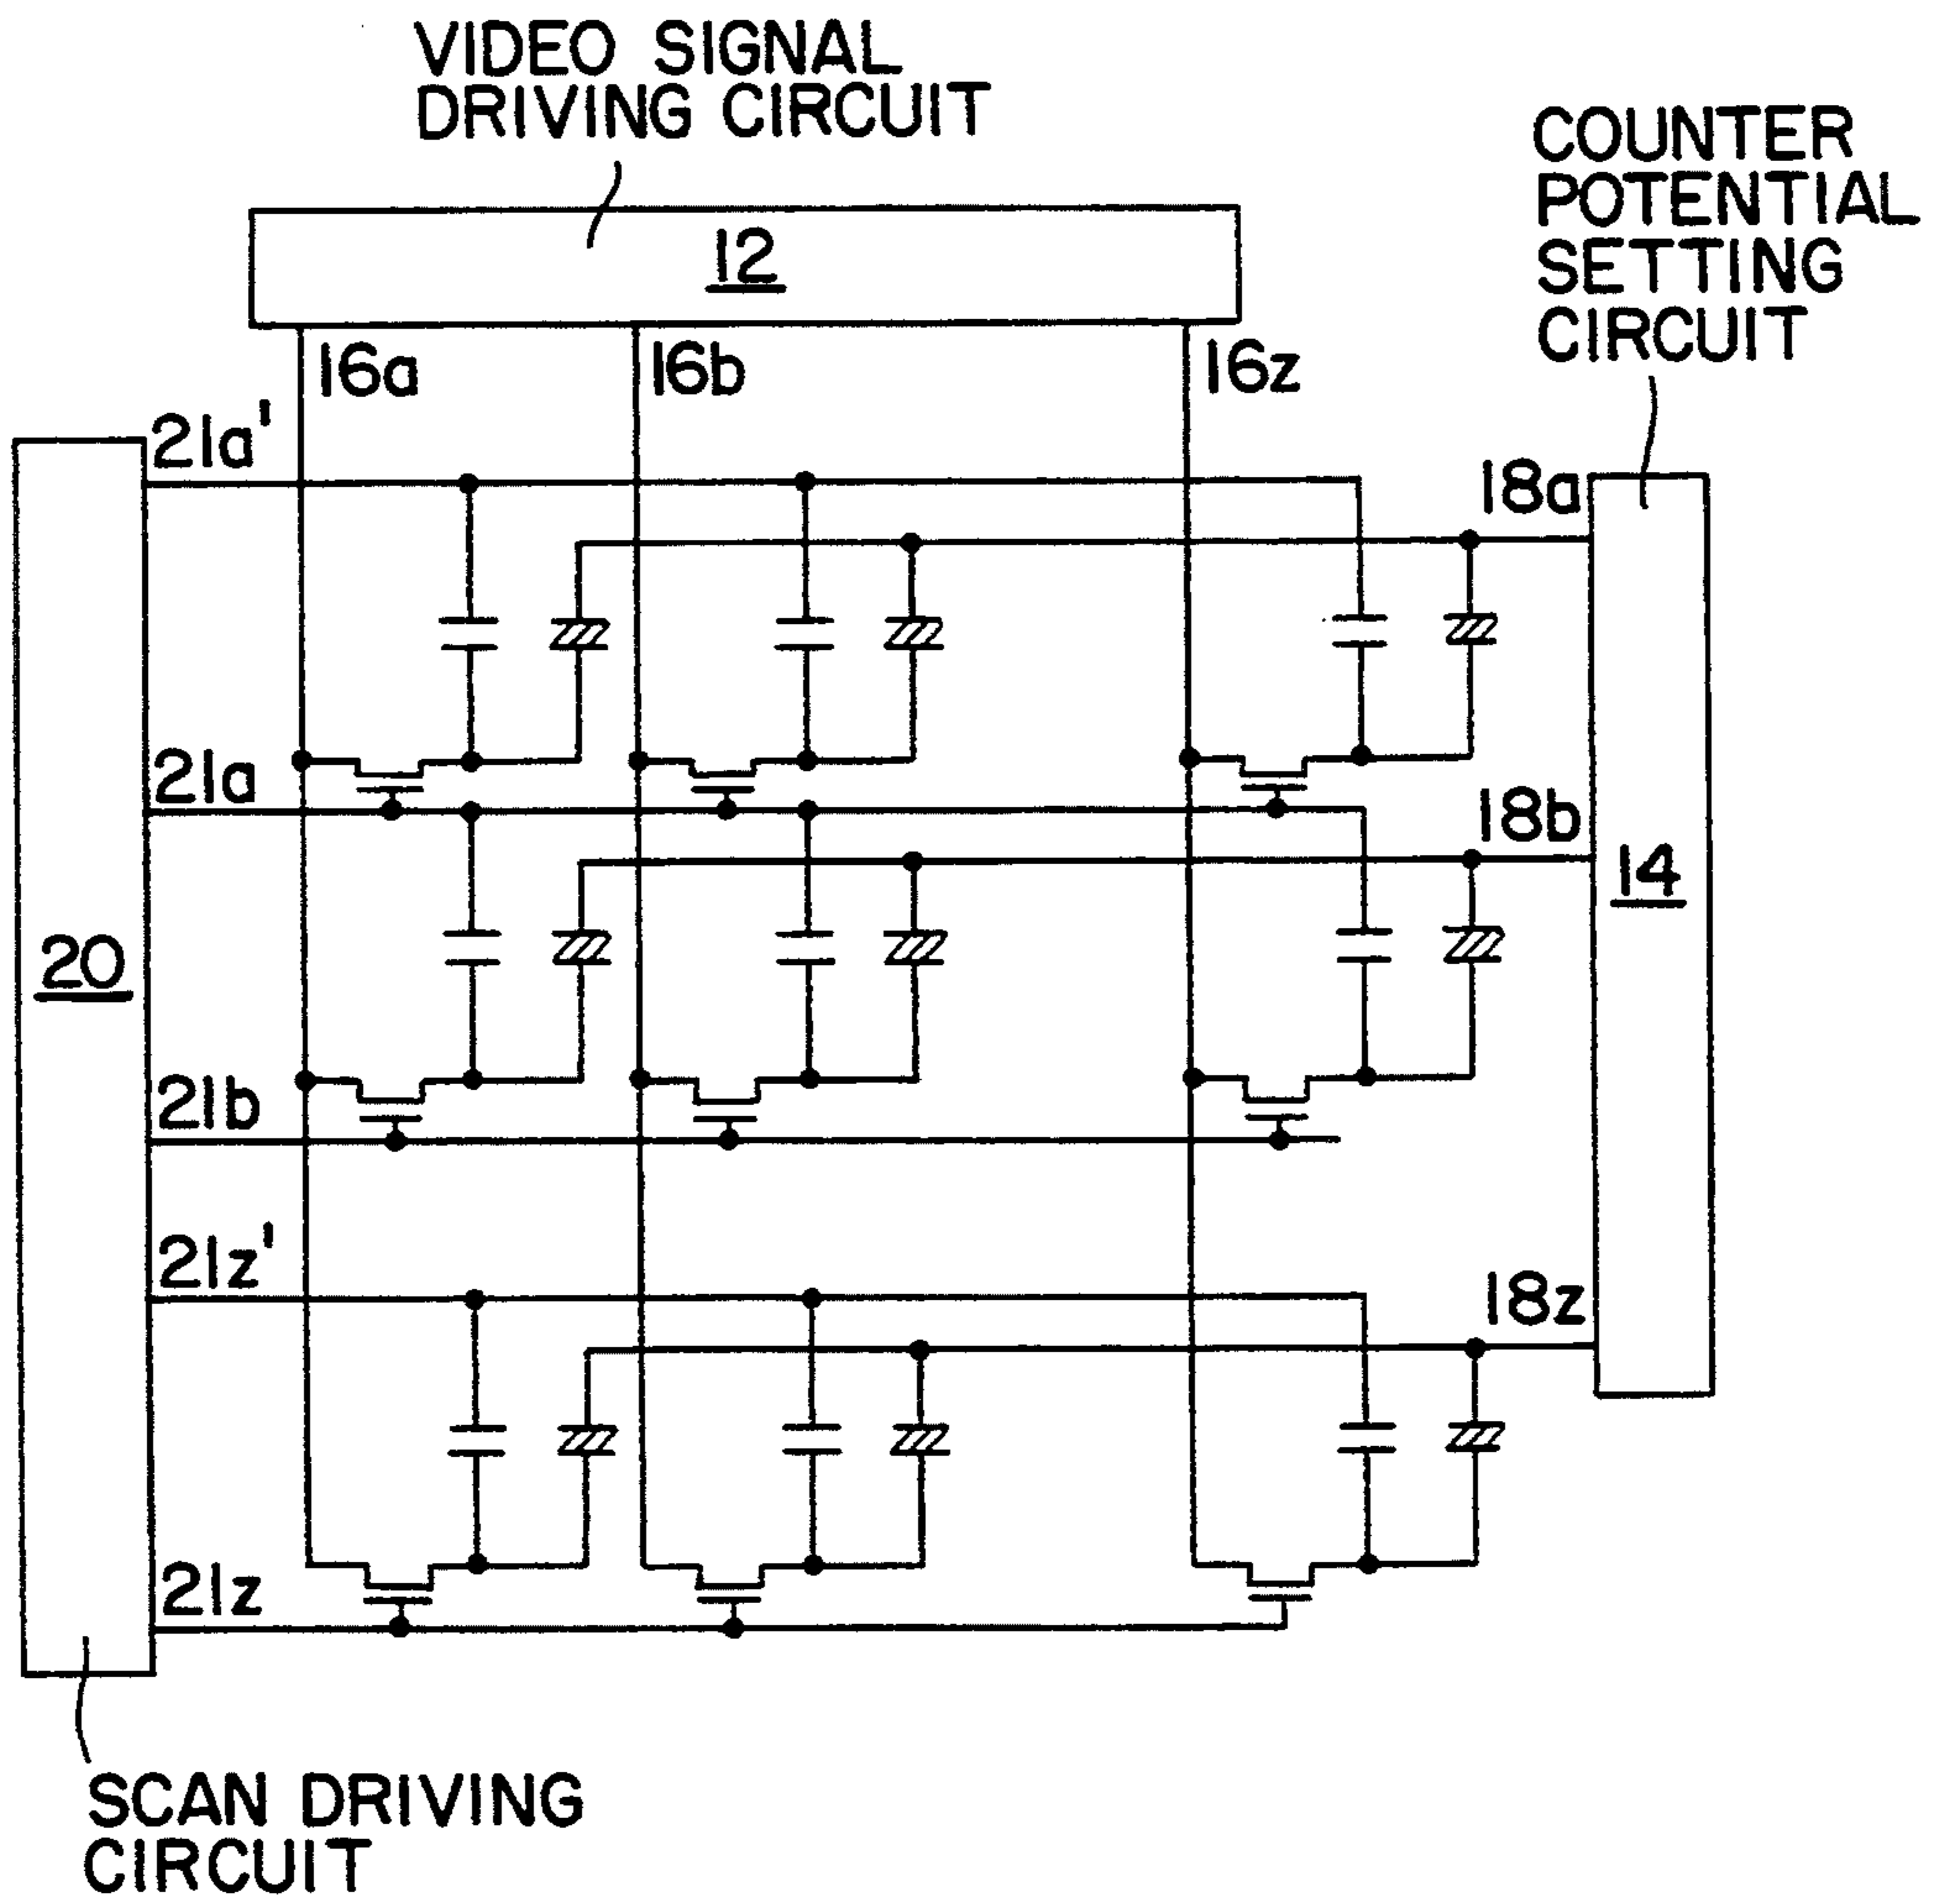 VIDEO SIGNAL
DRIVING CIRCUIT
COUNTER
POTENTIAL
SETTING
CIRCUIT
12
16a
16b
16z
21a'
18a
21a
18b
14
20
21b
21z'
18z
21z
SCAN DRIVING
CIRCUIT